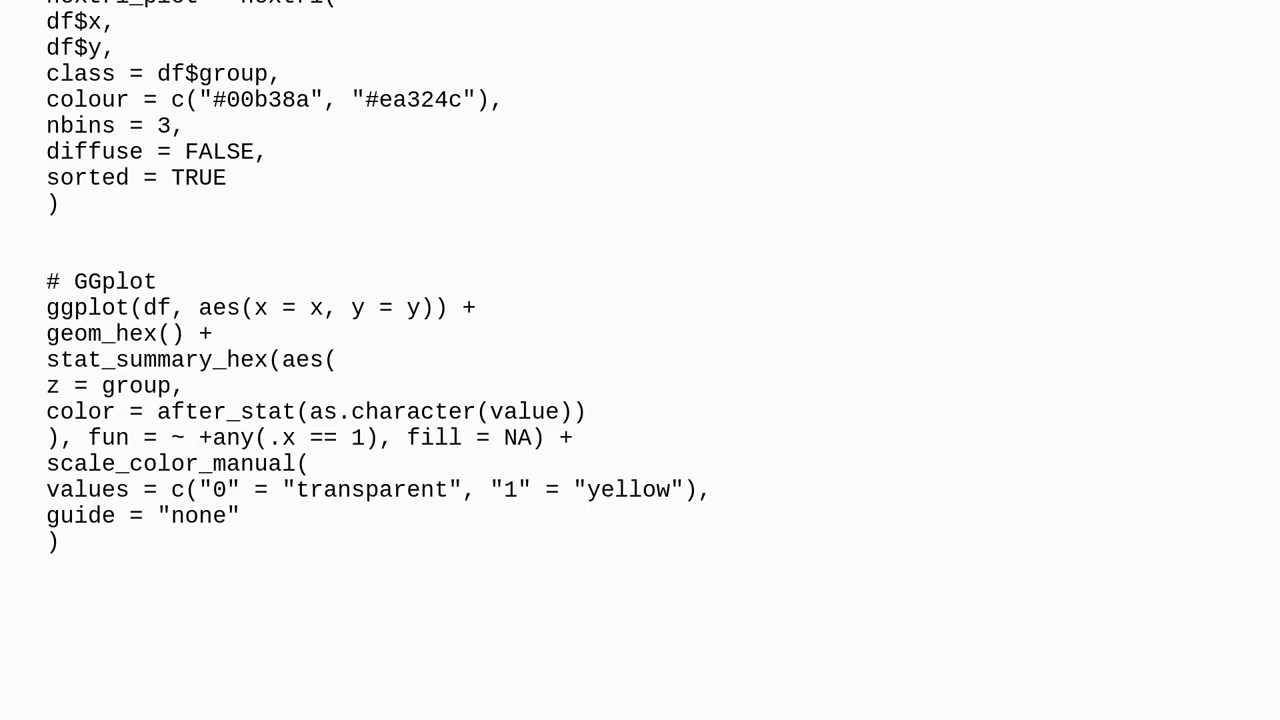 hextri_plot = hextri(
df$x,
df$y,
class = df$group,
colour = c("#00b38a", "#ea324c"),
nbins = 3,
diffuse = FALSE,
sorted = TRUE
)
# GGplot
ggplot(df, aes(x = x, y = y)) +
geom_hex() +
stat_summary_hex(aes(
z = group,
color = after_stat(as.character(value))
), fun = ~ +any(.x == 1), fill = NA) +
scale_color_manual(
values = c("0" = "transparent", "1" = "yellow"),
guide = "none"
)